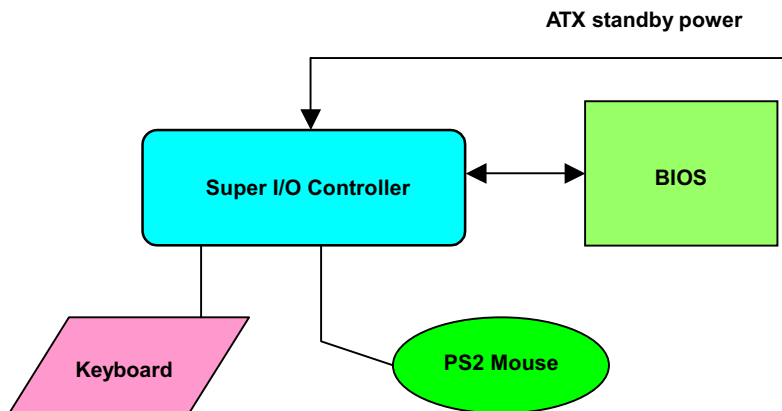 ATX standby power
Super I/O Controller
BIOS
Keyboard
PS2 Mouse